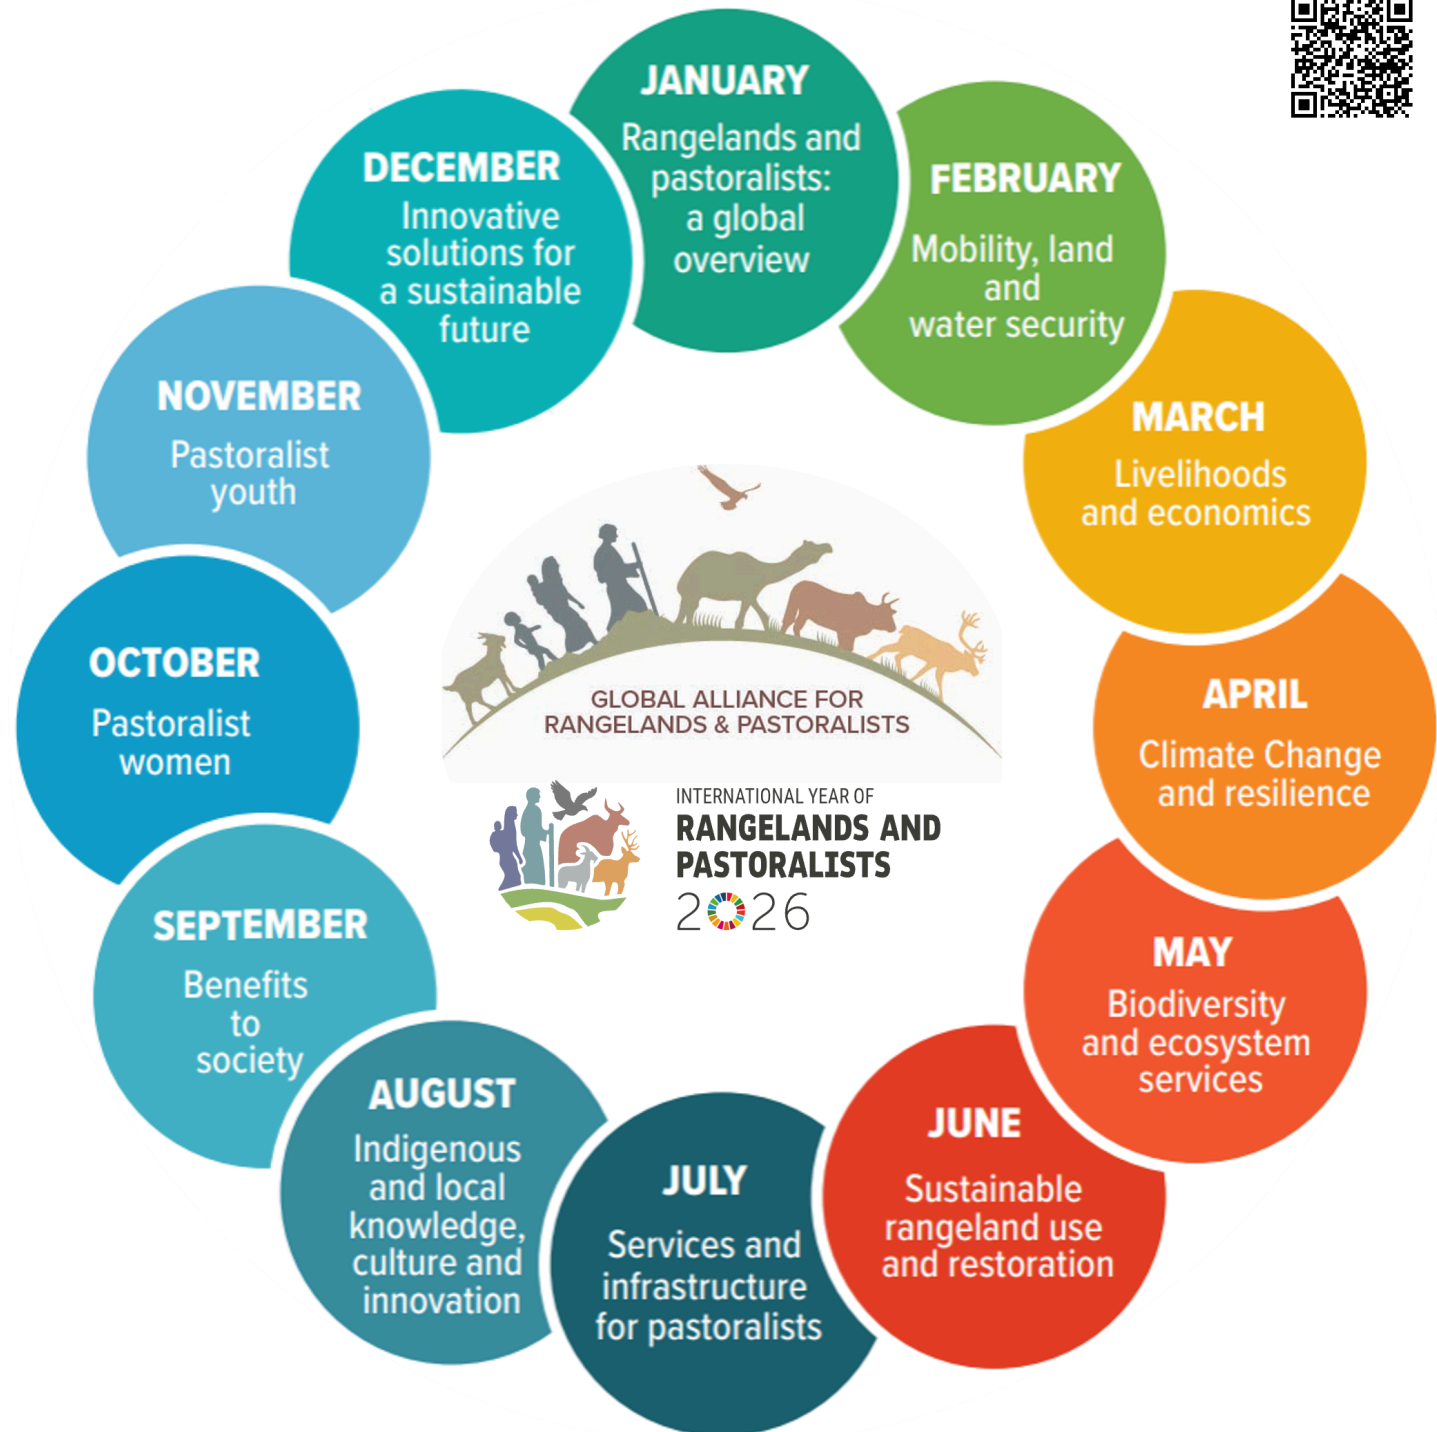 JANUARY
Rangelands and
pastoralists:
a global
overview
FEBRUARY
Mobility, land
and
water security
MARCH
Livelihoods
and economics
APRIL
Climate Change
and resilience
MAY
Biodiversity
and ecosystem
services
JUNE
Sustainable
rangeland use
and restoration
JULY
Services and
infrastructure
for pastoralists
AUGUST
Indigenous
and local
knowledge,
culture and
innovation
SEPTEMBER
Benefits
to
society
OCTOBER
Pastoralist
women
NOVEMBER
Pastoralist
youth
DECEMBER
Innovative
solutions for
a sustainable
future
GLOBAL ALLIANCE FOR
RANGELANDS & PASTORALISTS
INTERNATIONAL YEAR OF
RANGELANDS AND
PASTORALISTS
2026